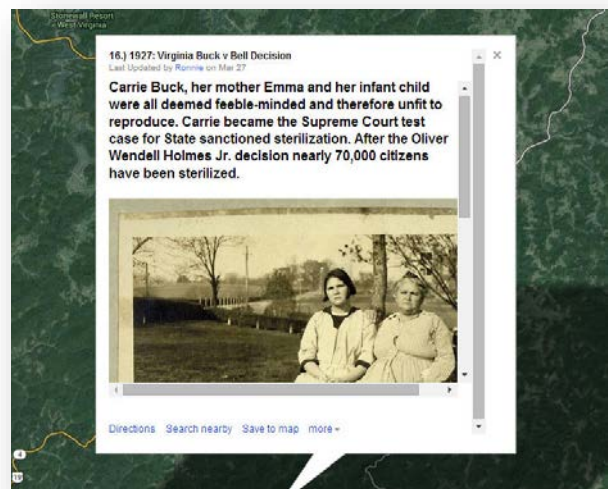 Stonewall Resort
West Virginia
16.) 1927: Virginia Buck v Bell Decision
Last Updated by Ronnie on Mar 27
Carrie Buck, her mother Emma and her infant child
were all deemed feeble-minded and therefore unfit to
reproduce. Carrie became the Supreme Court test
case for State sanctioned sterilization. After the Oliver
Wendell Holmes Jr. decision nearly 70,000 citizens
have been sterilized.
Directions Search nearby Save to map more
4
19